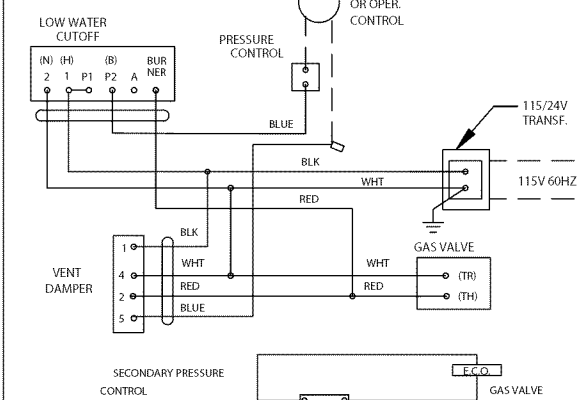 OR OPER.
CONTROL
LOW WATER
CUTOFF
PRESSURE
CONTROL
(N) (H) (B) BUR
NER
2 1 P1 P2 A
115/24V
TRANSF.
BLUE
BLK
WHT
115V 60HZ
RED
BLK
GAS VALVE
1
WHT WHT
VENT
DAMPER
4 (TR)
RED RED
2 (TH)
BLUE
5
SECONDARY PRESSURE
CONTROL
E.C.O.
GAS VALVE